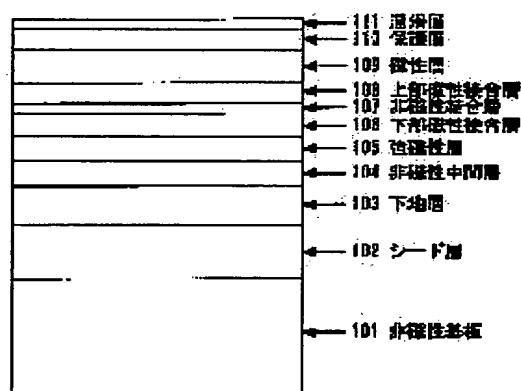 111 潤滑層
110 保護層
109 磁性層
108 上部磁性接合層
107 非磁性結合層
106 下部磁性接合層
105 強磁性層
104 非磁性中間層
103 下地層
102 シード層
101 非磁性基板